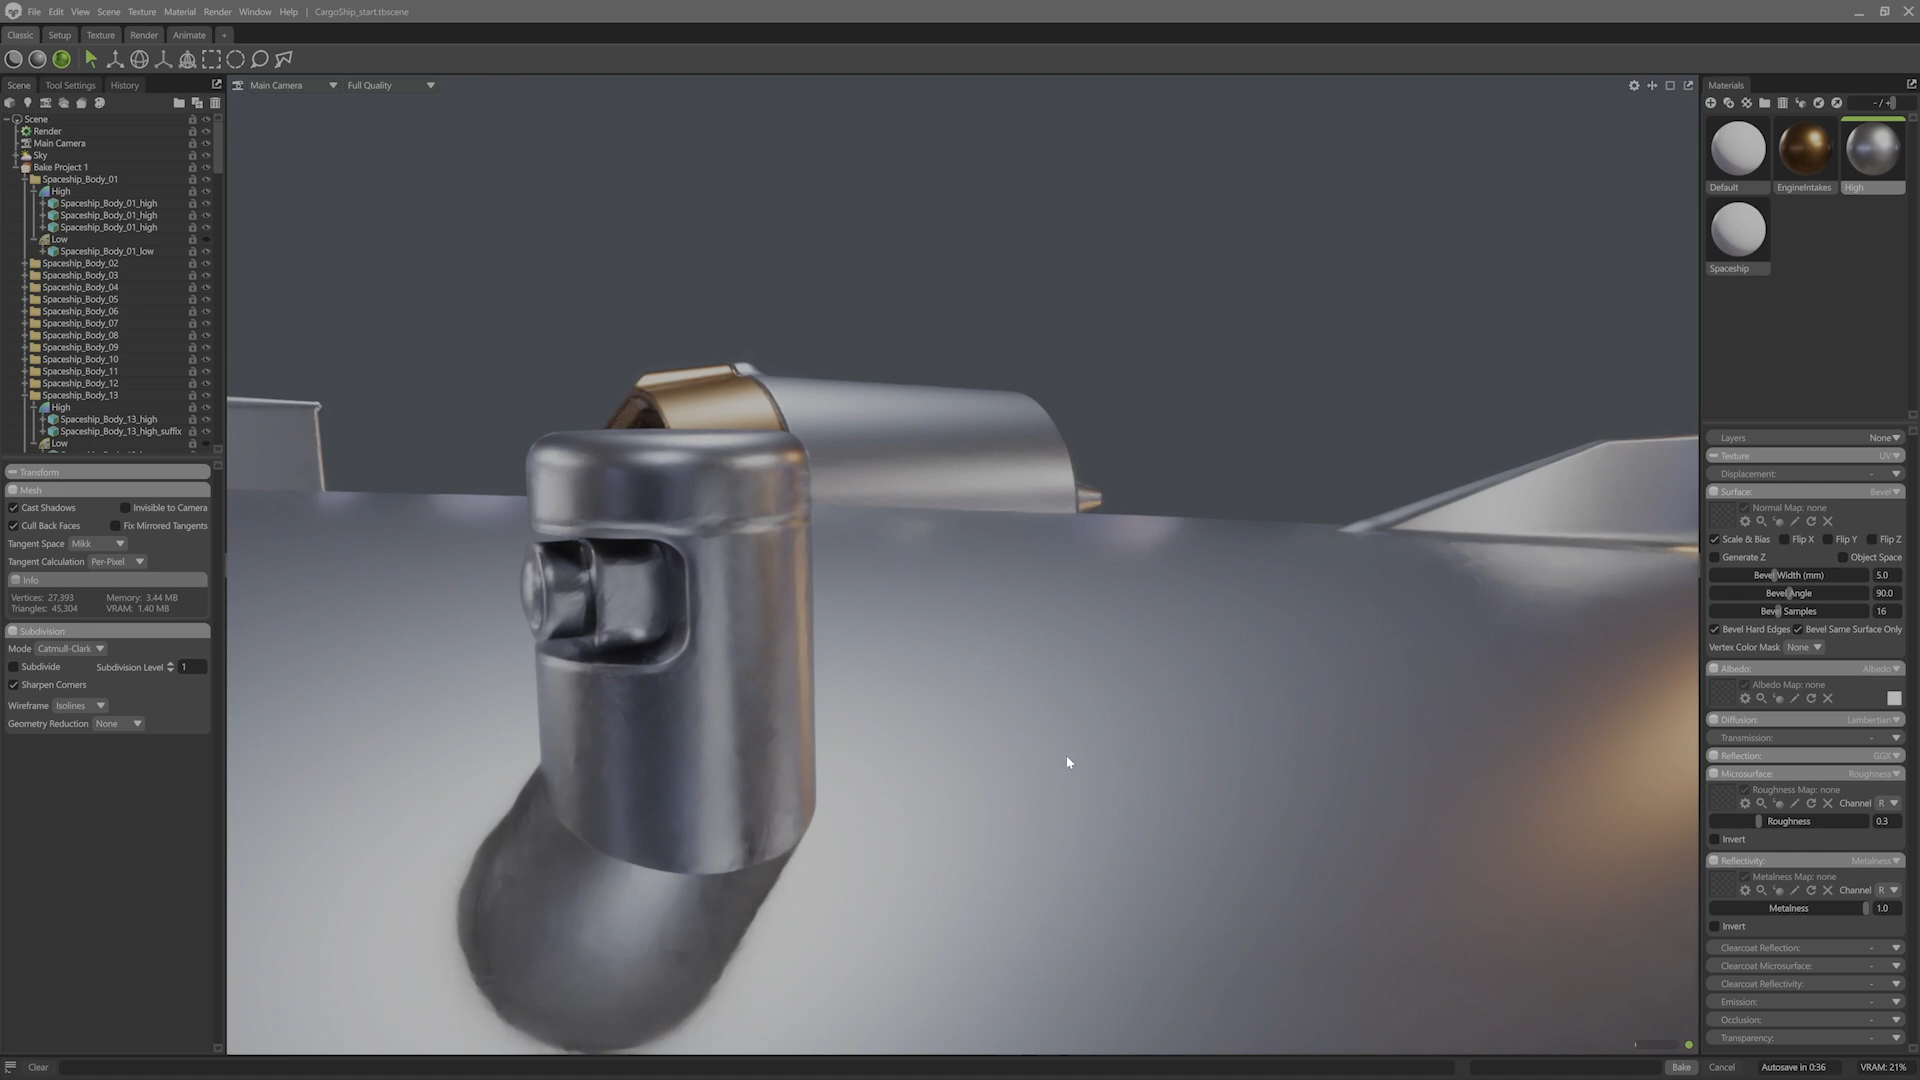 File Edit View Scene Texture Material Render Window Help | CargoShip_start.tbscene
Classic Setup Texture Render Animate +
Scene Tool Settings History
Main Camera Full Quality
Materials
- / +
Scene
Render
Main Camera
Sky
Bake Project 1
Spaceship_Body_01
High
Spaceship_Body_01_high
Spaceship_Body_01_high
Spaceship_Body_01_high
Low
Spaceship_Body_01_low
Spaceship_Body_02
Spaceship_Body_03
Spaceship_Body_04
Spaceship_Body_05
Spaceship_Body_06
Spaceship_Body_07
Spaceship_Body_08
Spaceship_Body_09
Spaceship_Body_10
Spaceship_Body_11
Spaceship_Body_12
Spaceship_Body_13
High
Spaceship_Body_13_high
Spaceship_Body_13_high_suffix
Low
Transform
Mesh
Cast Shadows Invisible to Camera
Cull Back Faces Fix Mirrored Tangents
Tangent Space Mikk
Tangent Calculation Per-Pixel
Info
Vertices: 27,393 Memory: 3.44 MB
Triangles: 45,304 VRAM: 1.40 MB
Subdivision
Mode Catmull-Clark
Subdivide Subdivision Level 1
Sharpen Corners
Wireframe Isolines
Geometry Reduction None
Default EngineIntakes High
Spaceship
Layers None
Texture UV
Displacement: -
Surface: Bevel
Normal Map: none
Scale & Bias Flip X Flip Y Flip Z
Generate Z Object Space
Bevel Width (mm) 5.0
Bevel Angle 90.0
Bevel Samples 16
Bevel Hard Edges Bevel Same Surface Only
Vertex Color Mask None
Albedo: Albedo
Albedo Map: none
Diffusion: Lambertian
Transmission: -
Reflection: GGX
Microsurface: Roughness
Roughness Map: none
Channel R
Roughness 0.3
Invert
Reflectivity: Metalness
Metalness Map: none
Channel R
Metalness 1.0
Invert
Clearcoat Reflection: -
Clearcoat Microsurface: -
Clearcoat Reflectivity: -
Emission: -
Occlusion: -
Transparency: -
Clear Bake Cancel Autosave in 0:36 VRAM: 21%